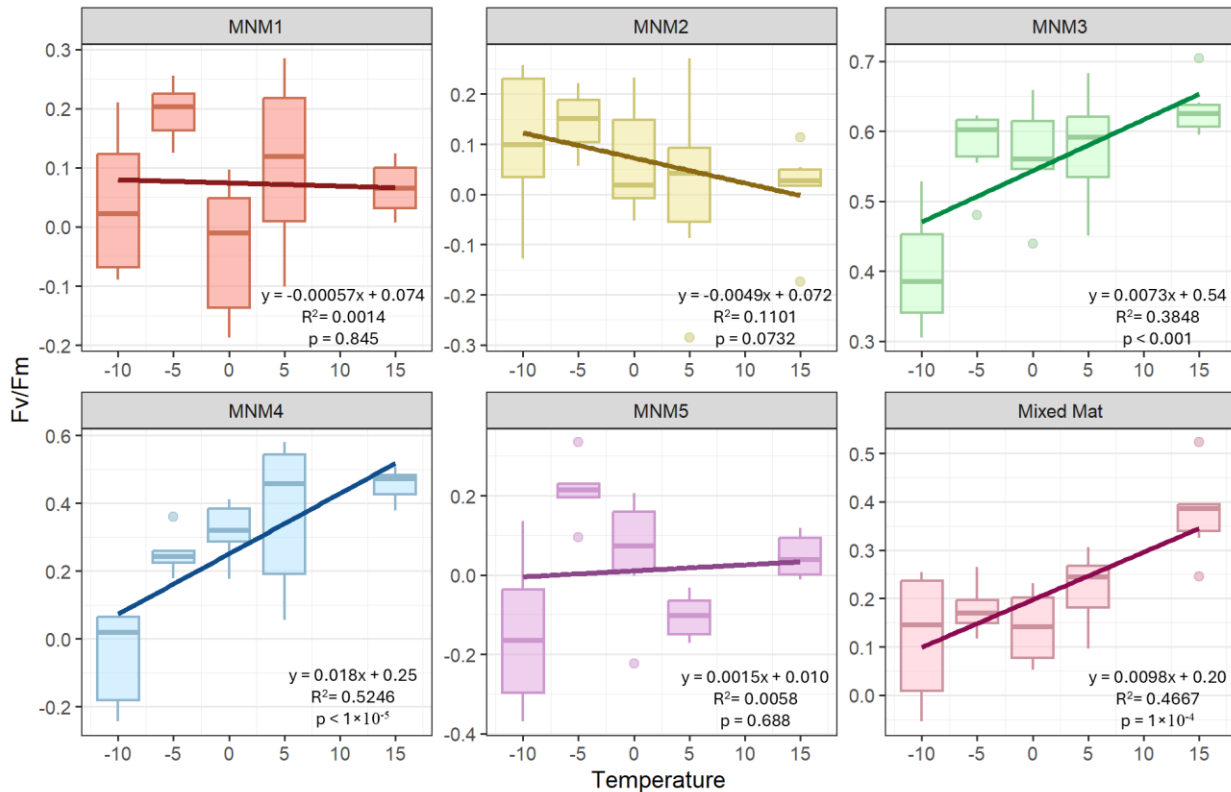 MNM1
MNM2
MNM3
0.3
0.2
0.1
0.0
-0.1
-0.2
y = -0.00057x + 0.074
R²= 0.0014
p = 0.845
-10 -5 0 5 10 15
0.2
0.1
0.0
-0.1
-0.2
-0.3
y = -0.0049x + 0.072
R²= 0.1101
p = 0.0732
-10 -5 0 5 10 15
0.7
0.6
0.5
0.4
0.3
y = 0.0073x + 0.54
R²= 0.3848
p < 0.001
-10 -5 0 5 10 15
Fv/Fm
MNM4
MNM5
Mixed Mat
0.6
0.4
0.2
0.0
-0.2
y = 0.018x + 0.25
R²= 0.5246
p < 1×10⁻⁵
-10 -5 0 5 10 15
0.2
0.0
-0.2
-0.4
y = 0.0015x + 0.010
R²= 0.0058
p = 0.688
-10 -5 0 5 10 15
0.5
0.4
0.3
0.2
0.1
0.0
y = 0.0098x + 0.20
R²= 0.4667
p = 1×10⁻⁴
-10 -5 0 5 10 15
Temperature